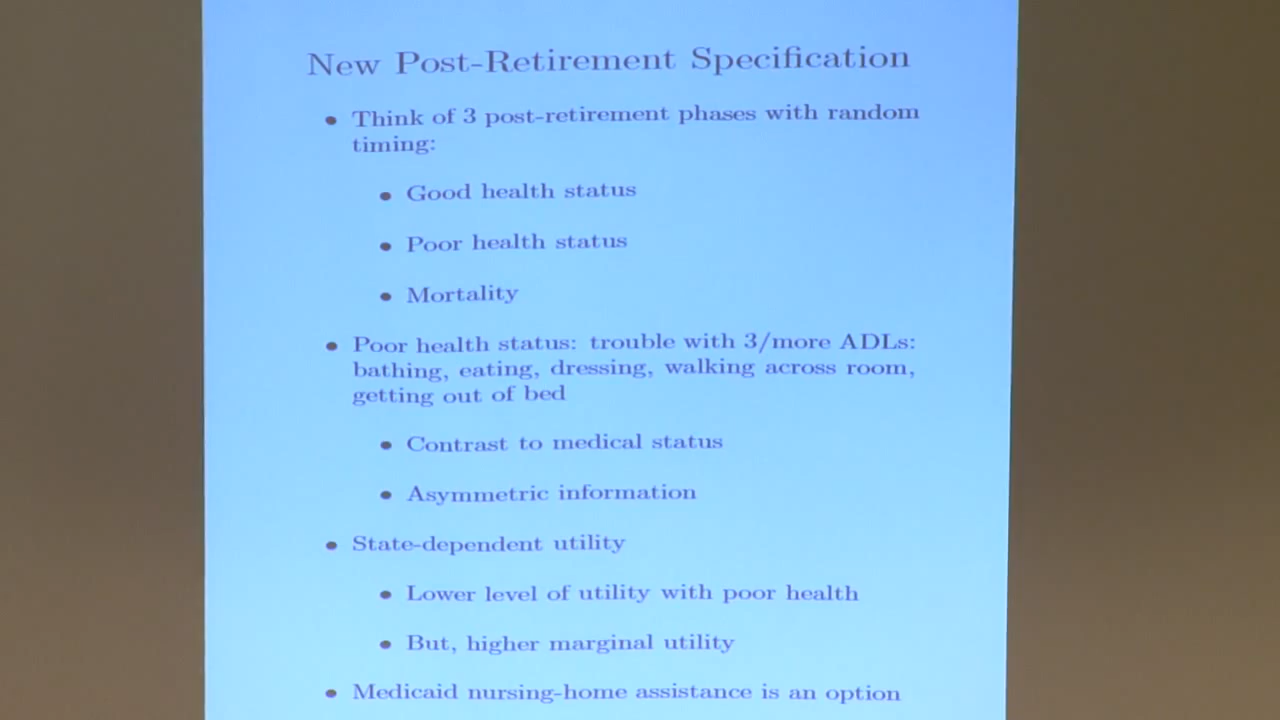 New Post-Retirement Specification
• Think of 3 post-retirement phases with random
timing:
• Good health status
• Poor health status
• Mortality
• Poor health status: trouble with 3/more ADLs:
bathing, eating, dressing, walking across room,
getting out of bed
• Contrast to medical status
• Asymmetric information
• State-dependent utility
• Lower level of utility with poor health
• But, higher marginal utility
• Medicaid nursing-home assistance is an option